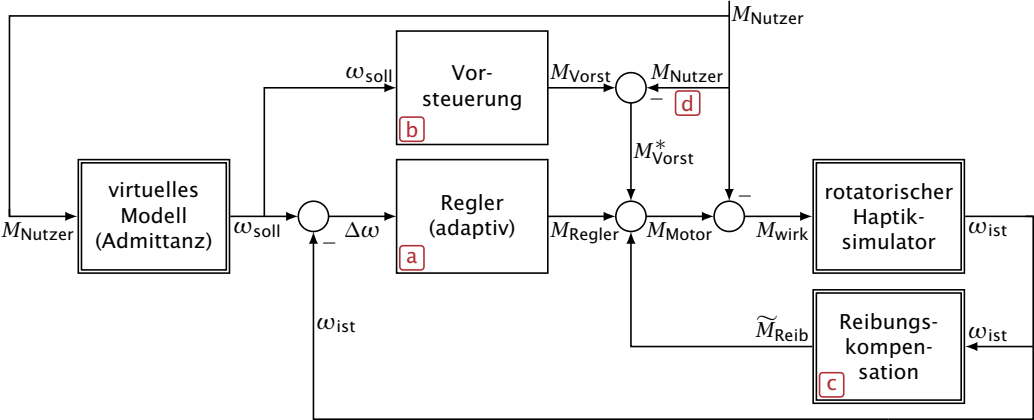 M_Nutzer
Vor-
steuerung
b
ω_soll
M_Vorst
M_Nutzer
d
−
M*_Vorst
virtuelles
Modell
(Admittanz)
M_Nutzer
ω_soll
−
Δω
Regler
(adaptiv)
a
M_Regler
M_Motor
−
M_wirk
rotatorischer
Haptik-
simulator
ω_ist
ω_ist
M̃_Reib
Reibungs-
kompen-
sation
c
ω_ist